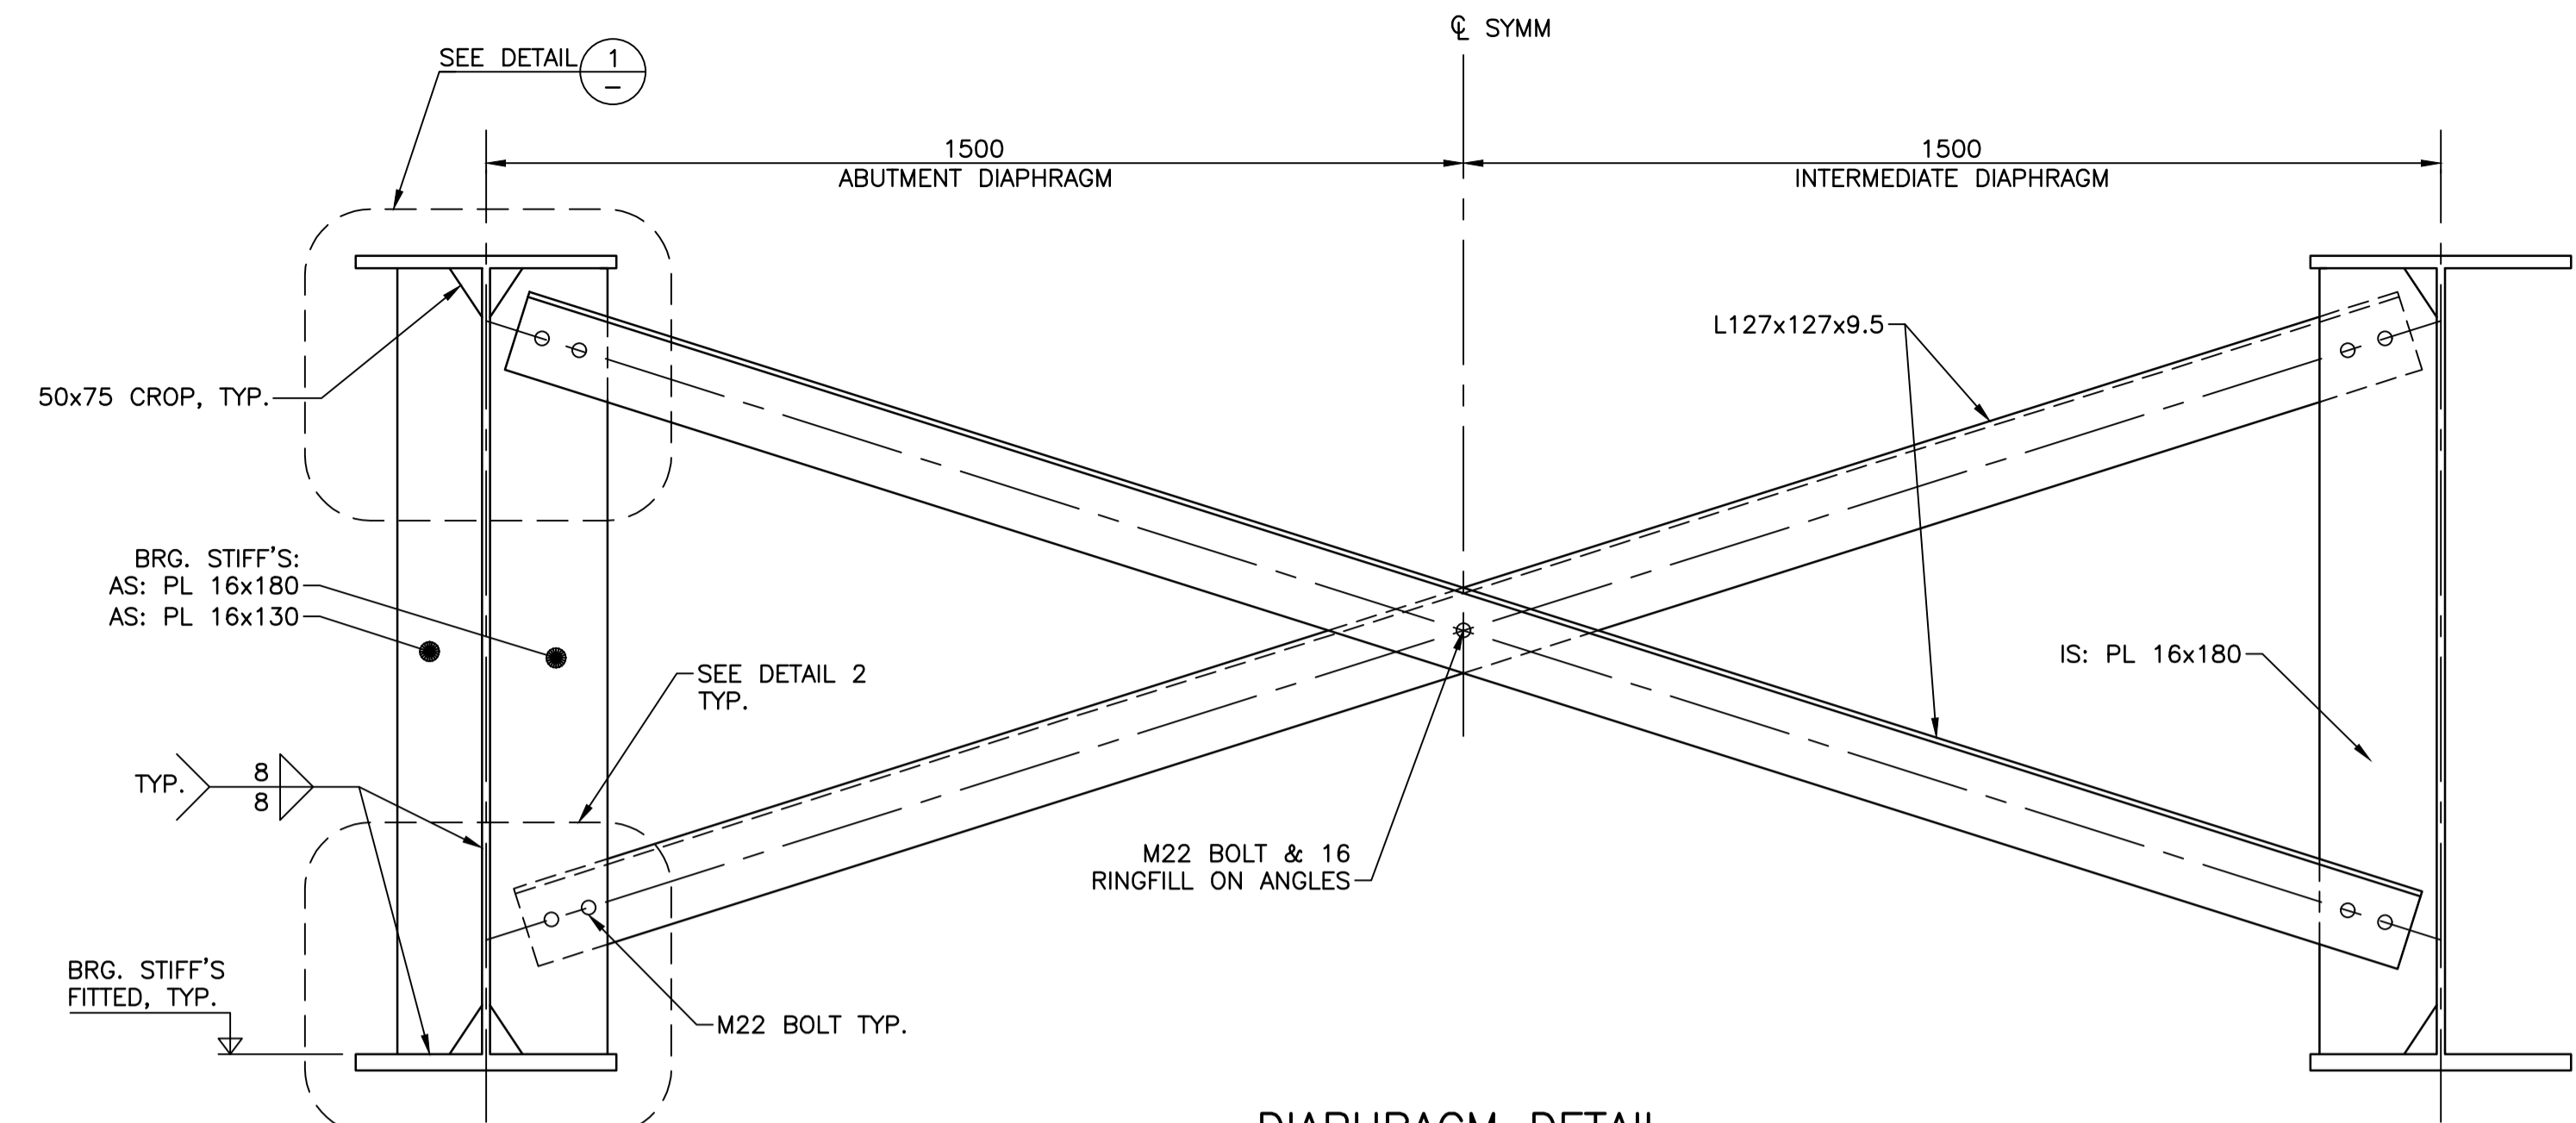 ℄ SYMM
SEE DETAIL 1
–
1500
ABUTMENT DIAPHRAGM
1500
INTERMEDIATE DIAPHRAGM
L127x127x9.5
50x75 CROP, TYP.
BRG. STIFF'S:
AS: PL 16x180
AS: PL 16x130
SEE DETAIL 2
TYP.
IS: PL 16x180
TYP.
8
8
M22 BOLT & 16
RINGFILL ON ANGLES
BRG. STIFF'S
FITTED, TYP.
M22 BOLT TYP.
DIAPHRAGM DETAIL